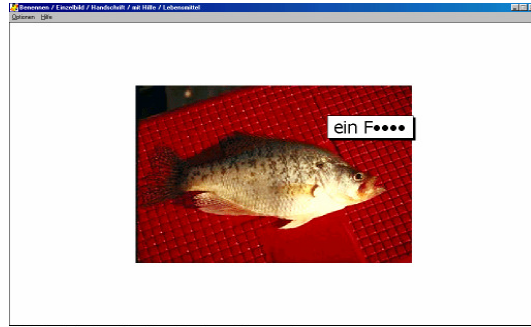 Benennen / Einzelbild / Handschrift / mit Hilfe / Lebensmittel
Optionen Hilfe
ein F●●●●